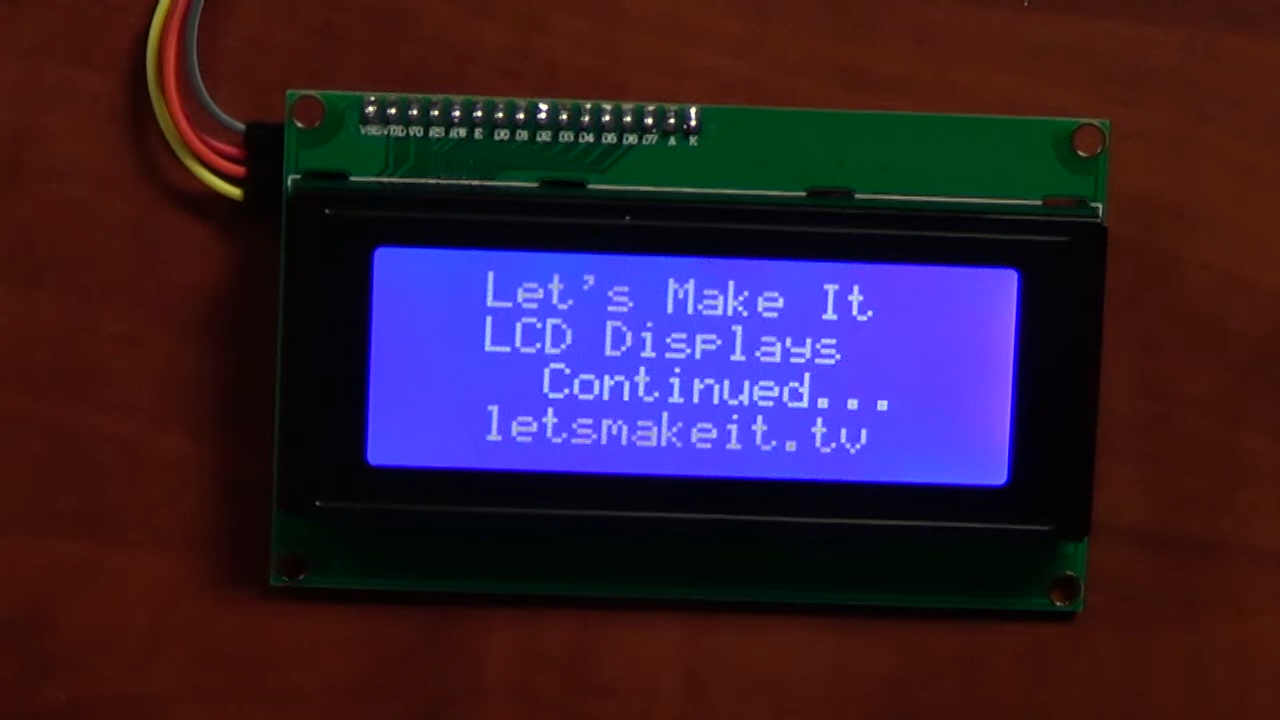 VSS VDD VO RS RW E D0 D1 D2 D3 D4 D5 D6 D7 A K
Let's Make It
LCD Displays
Continued...
letsmakeit.tv